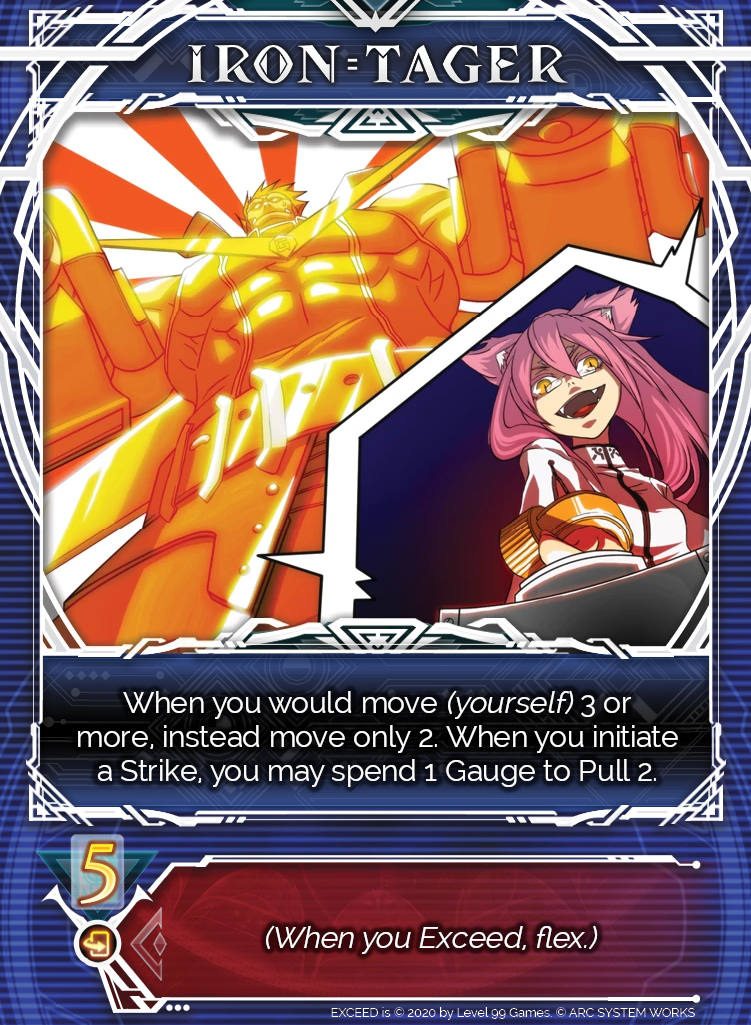 IRON=TAGER
When you would move (yourself) 3 or
more, instead move only 2. When you initiate
a Strike, you may spend 1 Gauge to Pull 2.
5
(When you Exceed, flex.)
EXCEED is © 2020 by Level 99 Games. © ARC SYSTEM WORKS